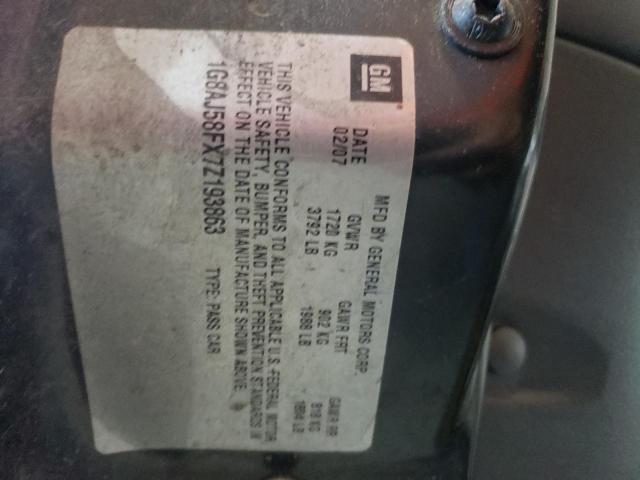 GM
MFD BY GENERAL MOTORS CORP.
DATE GVWR GAWR FRT GAWR RR
02/07 1720 KG 902 KG 818 KG
3792 LB 1988 LB 1804 LB
THIS VEHICLE CONFORMS TO ALL APPLICABLE U.S. FEDERAL MOTOR
VEHICLE SAFETY, BUMPER, AND THEFT PREVENTION STANDARDS IN
EFFECT ON THE DATE OF MANUFACTURE SHOWN ABOVE.
1G8AJ58FX7Z193863 TYPE: PASS CAR